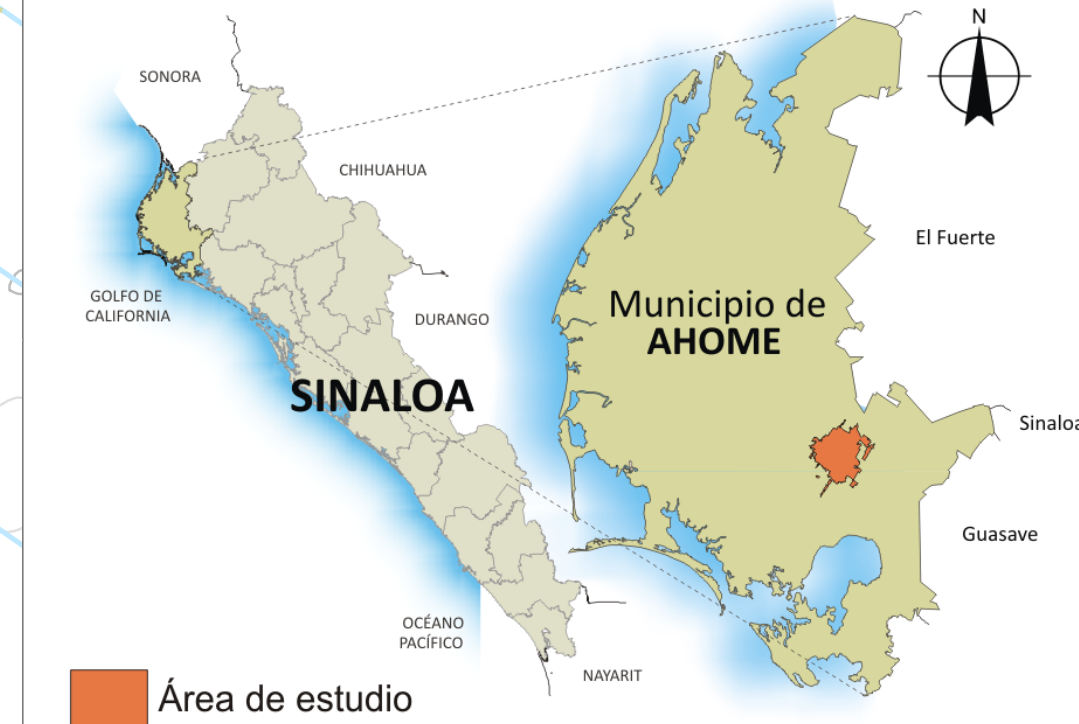 N
SONORA
CHIHUAHUA
El Fuerte
GOLFO DE
CALIFORNIA
DURANGO
Municipio de
AHOME
SINALOA
Sinaloa
Guasave
OCÉANO
PACÍFICO
NAYARIT
Área de estudio